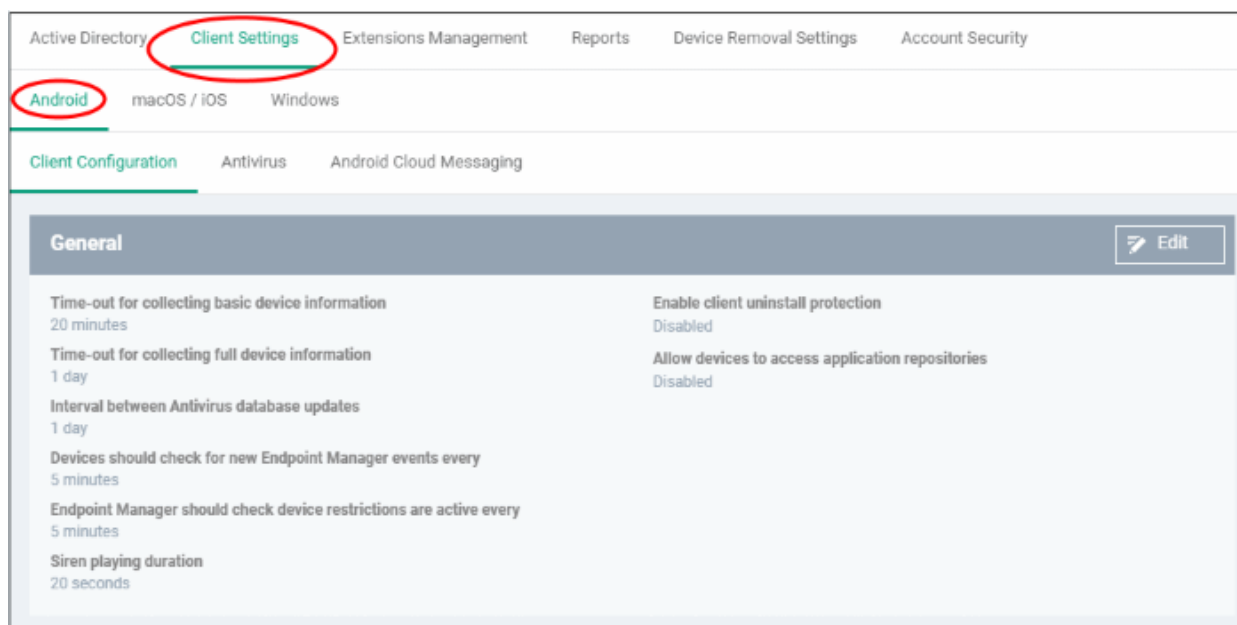 Active Directory Client Settings Extensions Management Reports Device Removal Settings Account Security
Android macOS / iOS Windows
Client Configuration Antivirus Android Cloud Messaging
General Edit
Time-out for collecting basic device information
20 minutes
Time-out for collecting full device information
1 day
Interval between Antivirus database updates
1 day
Devices should check for new Endpoint Manager events every
5 minutes
Endpoint Manager should check device restrictions are active every
5 minutes
Siren playing duration
20 seconds
Enable client uninstall protection
Disabled
Allow devices to access application repositories
Disabled